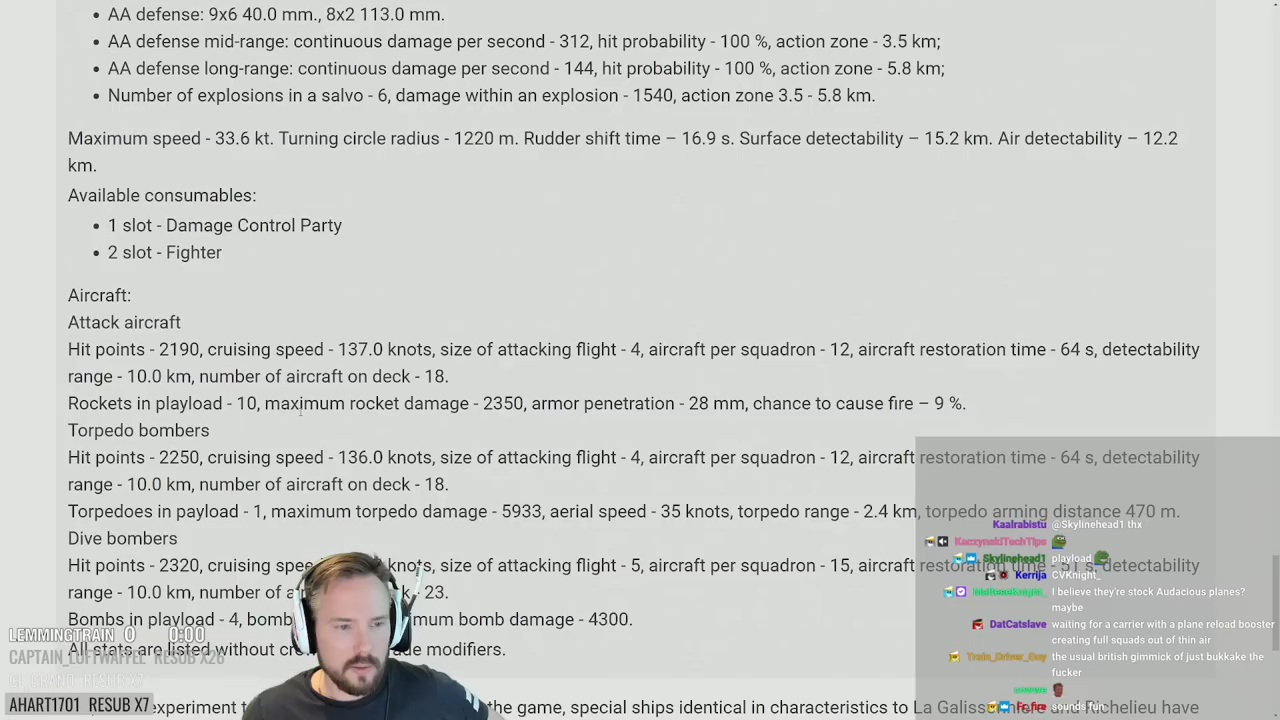 AA defense: 9x6 40.0 mm., 8x2 113.0 mm.
AA defense mid-range: continuous damage per second - 312, hit probability - 100 %, action zone - 3.5 km;
AA defense long-range: continuous damage per second - 144, hit probability - 100 %, action zone - 5.8 km;
Number of explosions in a salvo - 6, damage within an explosion - 1540, action zone 3.5 - 5.8 km.
Maximum speed - 33.6 kt. Turning circle radius - 1220 m. Rudder shift time – 16.9 s. Surface detectability – 15.2 km. Air detectability – 12.2
km.
Available consumables:
1 slot - Damage Control Party
2 slot - Fighter
Aircraft:
Attack aircraft
Hit points - 2190, cruising speed - 137.0 knots, size of attacking flight - 4, aircraft per squadron - 12, aircraft restoration time - 64 s, detectability
range - 10.0 km, number of aircraft on deck - 18.
Rockets in playload - 10, maximum rocket damage - 2350, armor penetration - 28 mm, chance to cause fire – 9 %.
Torpedo bombers
Hit points - 2250, cruising speed - 136.0 knots, size of attacking flight - 4, aircraft per squadron - 12, aircraft restoration time - 64 s, detectability
range - 10.0 km, number of aircraft on deck - 18.
Torpedoes in payload - 1, maximum torpedo damage - 5933, aerial speed - 35 knots, torpedo range - 2.4 km, torpedo arming distance 470 m.
Dive bombers
Hit points - 2320, cruising knots, size of attacking flight - 5, aircraft per squadron - 15, aircraft restoration time s, detectability
range - 10.0 km, number of - 23.
Bombs in payload - 4, bomb bomb damage - 4300.
All stats are listed without modifiers.
experiment the game, special ships identical in characteristics to La Galissonnière and Richelieu have
Kaalrabistu @Skylinehead1 thx
KaczynskiTechTips
Skylinehead1 playload
Kerrija CVKnight_
I believe they're stock Audacious planes?
maybe
DatCatslave waiting for a carrier with a plane reload booster
creating full squads out of thin air
Train_Driver_Guy the usual british gimmick of just bukkake the
fucker
Fr_fire sounds fun
LEMMINGTRAIN 0 0:00
CAPTAIN_LUFTWAFFEL RESUB X26
RESUB X7
AHART1701 RESUB X7